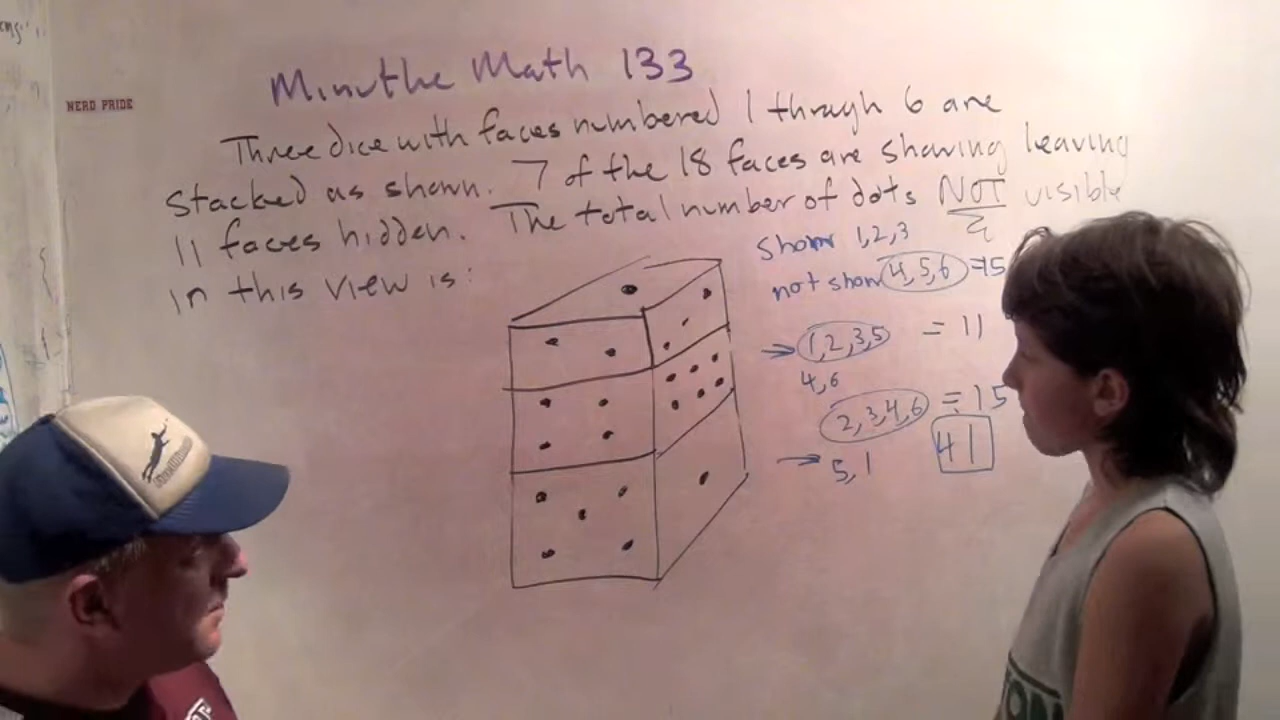 NERD PRIDE
Minuthe Math 133
Three dice with faces numbered 1 through 6 are
stacked as shown. 7 of the 18 faces are showing leaving
11 faces hidden. The total number of dots NOT visible
in this view is:
show 1,2,3
not show 4,5,6 =15
1,2,3,5 = 11
4,6
2,3,4,6 = 15
5,1
41